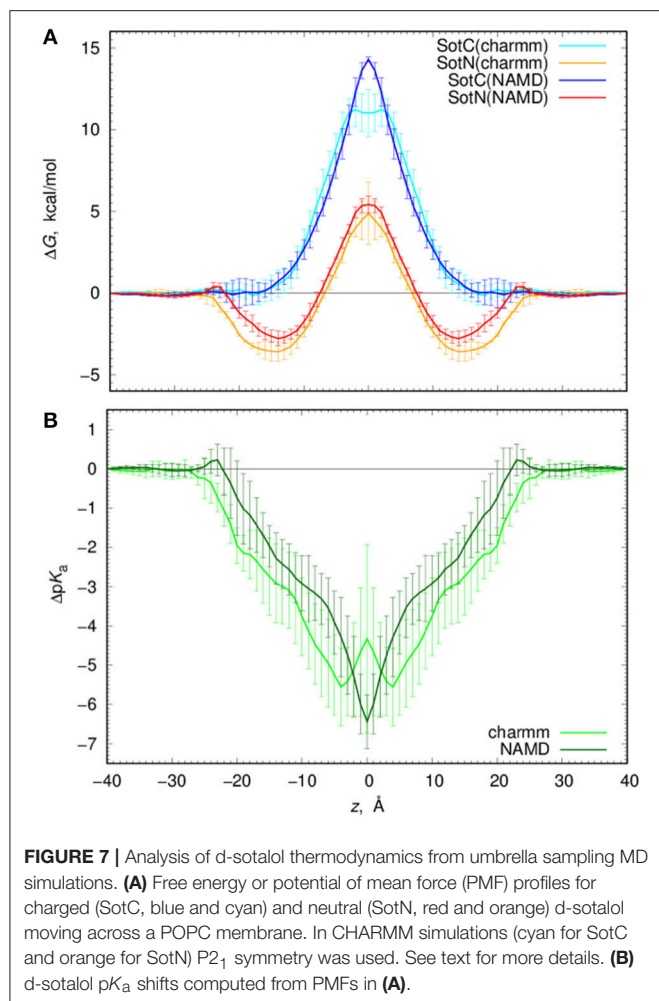 A
15
10
5
0
−5
ΔG, kcal/mol
SotC(charmm)
SotN(charmm)
SotC(NAMD)
SotN(NAMD)
B
1
0
−1
−2
−3
−4
−5
−6
−7
ΔpKa
charmm
NAMD
−40 −30 −20 −10 0 10 20 30 40
z, Å
FIGURE 7 | Analysis of d-sotalol thermodynamics from umbrella sampling MD
simulations. (A) Free energy or potential of mean force (PMF) profiles for
charged (SotC, blue and cyan) and neutral (SotN, red and orange) d-sotalol
moving across a POPC membrane. In CHARMM simulations (cyan for SotC
and orange for SotN) P2₁ symmetry was used. See text for more details. (B)
d-sotalol pKa shifts computed from PMFs in (A).